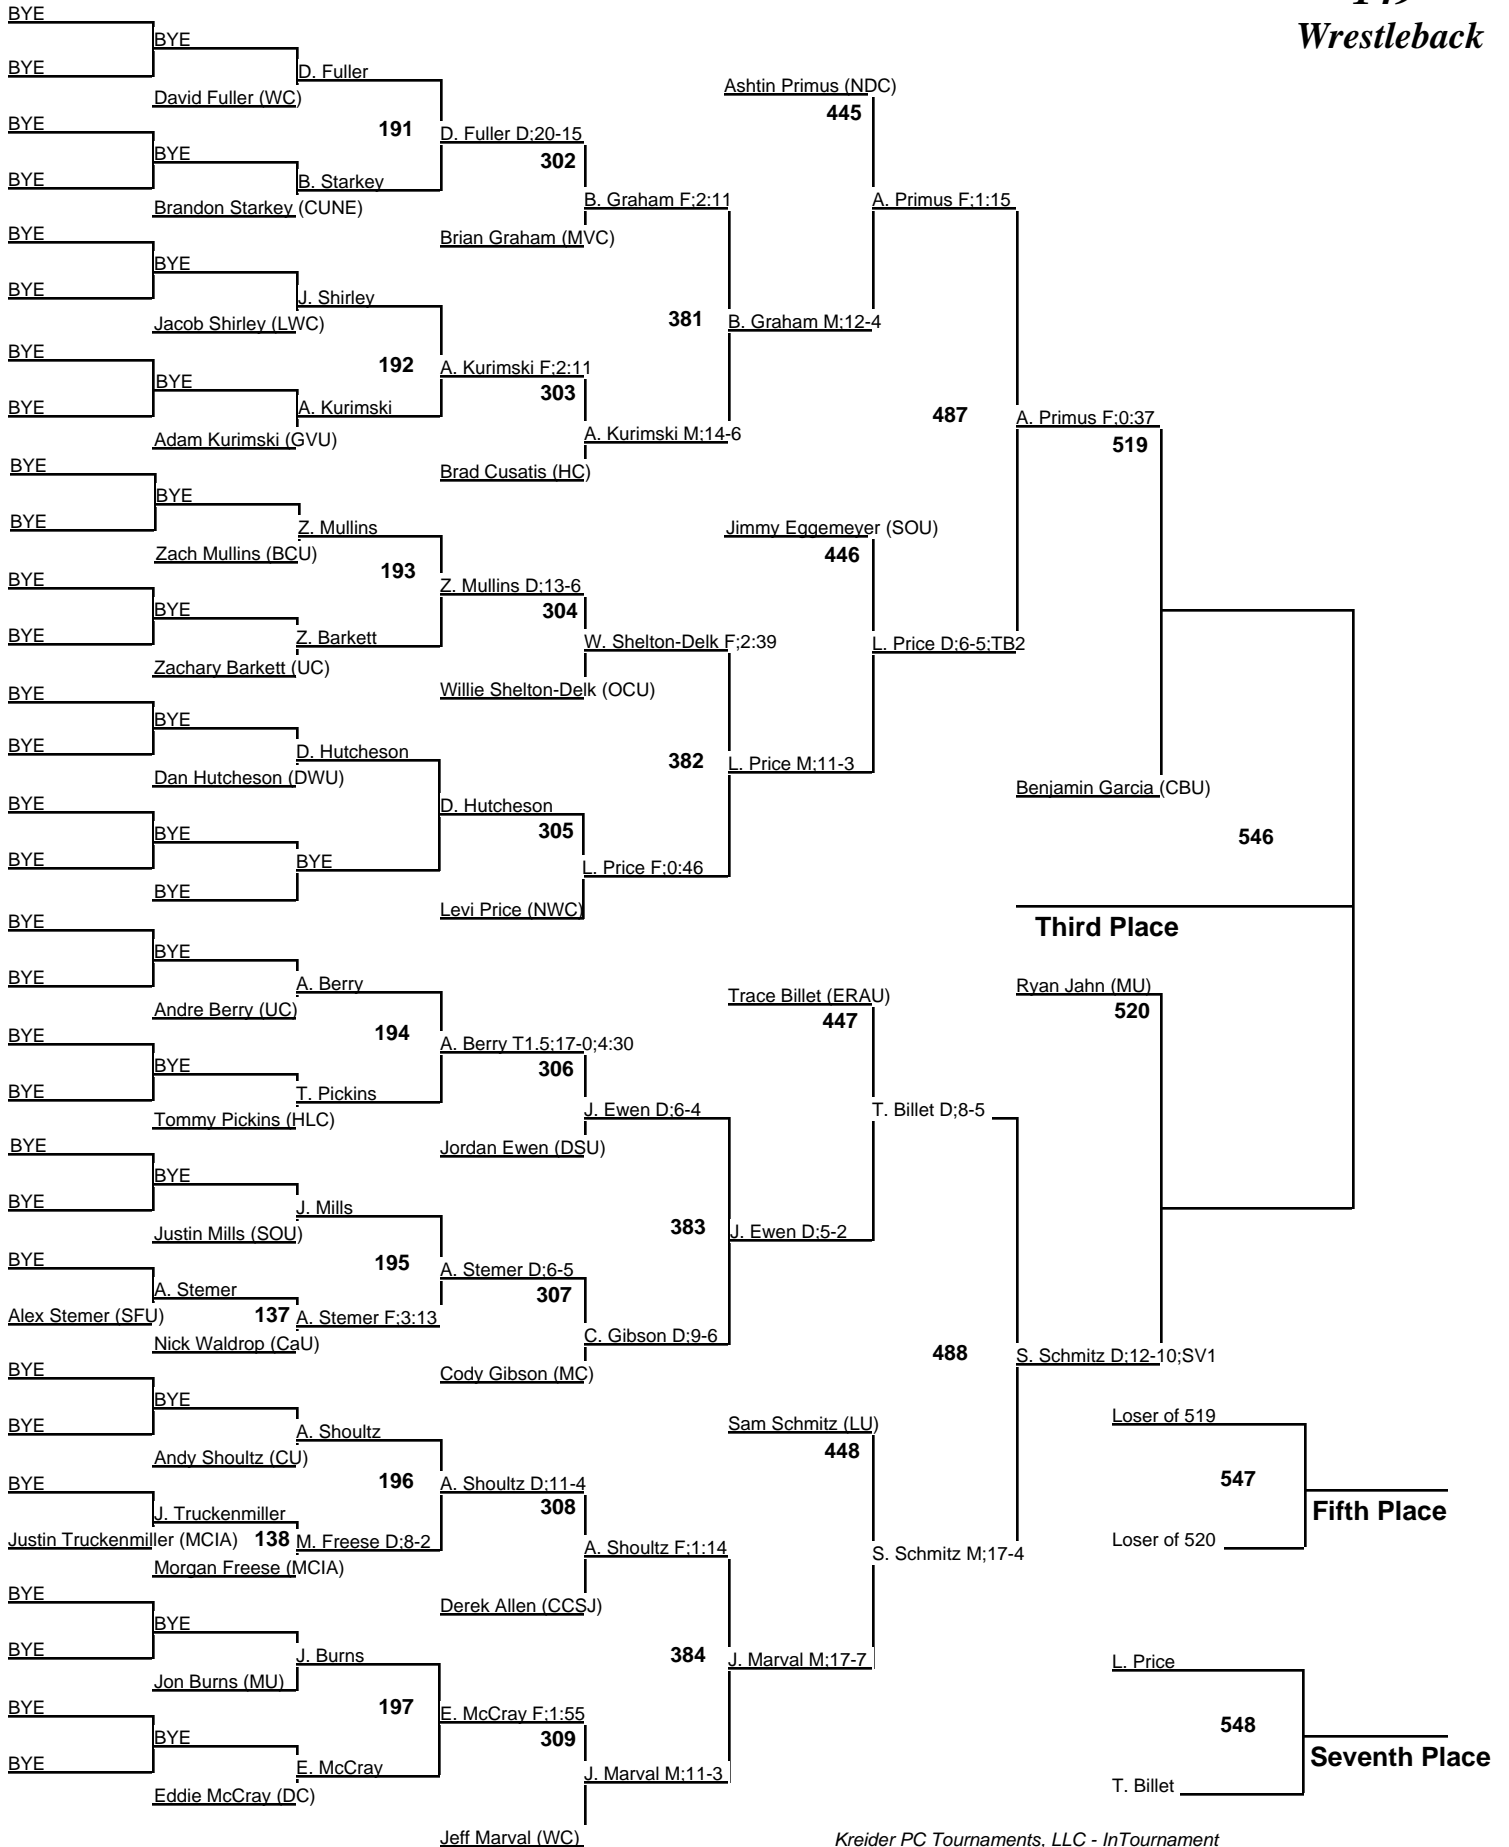 Wrestleback
BYE
BYE
BYE
D. Fuller
BYE
David Fuller (WC)
Ashtin Primus (NDC)
445
BYE
191
D. Fuller D;20-15
BYE
302
BYE
B. Starkey
Brandon Starkey (CUNE)
B. Graham F;2:11
A. Primus F;1:15
BYE
Brian Graham (MVC)
BYE
BYE
J. Shirley
Jacob Shirley (LWC)
381
B. Graham M;12-4
BYE
192
A. Kurimski F;2:11
BYE
303
BYE
A. Kurimski
487
A. Primus F;0:37
Adam Kurimski (GVU)
A. Kurimski M;14-6
519
BYE
Brad Cusatis (HC)
BYE
BYE
Z. Mullins
Jimmy Eggemeyer (SOU)
Zach Mullins (BCU)
446
193
BYE
Z. Mullins D;13-6
BYE
304
BYE
Z. Barkett
W. Shelton-Delk F;2:39
L. Price D;6-5;TB2
Zachary Barkett (UC)
BYE
Willie Shelton-Delk (OCU)
BYE
BYE
D. Hutcheson
382
L. Price M;11-3
Dan Hutcheson (DWU)
Benjamin Garcia (CBU)
BYE
D. Hutcheson
BYE
305
546
BYE
BYE
L. Price F;0:46
BYE
Levi Price (NWC)
BYE
Third Place
BYE
BYE
A. Berry
Ryan Jahn (MU)
Andre Berry (UC)
Trace Billet (ERAU)
520
447
BYE
194
A. Berry T1.5;17-0;4:30
BYE
306
BYE
T. Pickins
J. Ewen D;6-4
T. Billet D;8-5
Tommy Pickins (HLC)
BYE
Jordan Ewen (DSU)
BYE
BYE
J. Mills
Justin Mills (SOU)
383
J. Ewen D;5-2
BYE
195
A. Stemer D;6-5
A. Stemer
307
Alex Stemer (SFU)
137
A. Stemer F;3:13
Nick Waldrop (CaU)
C. Gibson D;9-6
488
S. Schmitz D;12-10;SV1
BYE
Cody Gibson (MC)
BYE
BYE
A. Shoultz
Sam Schmitz (LU)
Loser of 519
Andy Shoultz (CU)
448
BYE
196
A. Shoultz D;11-4
547
J. Truckenmiller
308
Fifth Place
Justin Truckenmiller (MCIA)
138
M. Freese D;8-2
A. Shoultz F;1:14
S. Schmitz M;17-4
Loser of 520
Morgan Freese (MCIA)
BYE
Derek Allen (CCSJ)
BYE
BYE
J. Burns
384
J. Marval M;17-7
L. Price
Jon Burns (MU)
BYE
197
E. McCray F;1:55
548
BYE
309
Seventh Place
BYE
E. McCray
J. Marval M;11-3
T. Billet
Eddie McCray (DC)
Jeff Marval (WC)
Kreider PC Tournaments, LLC - InTournament